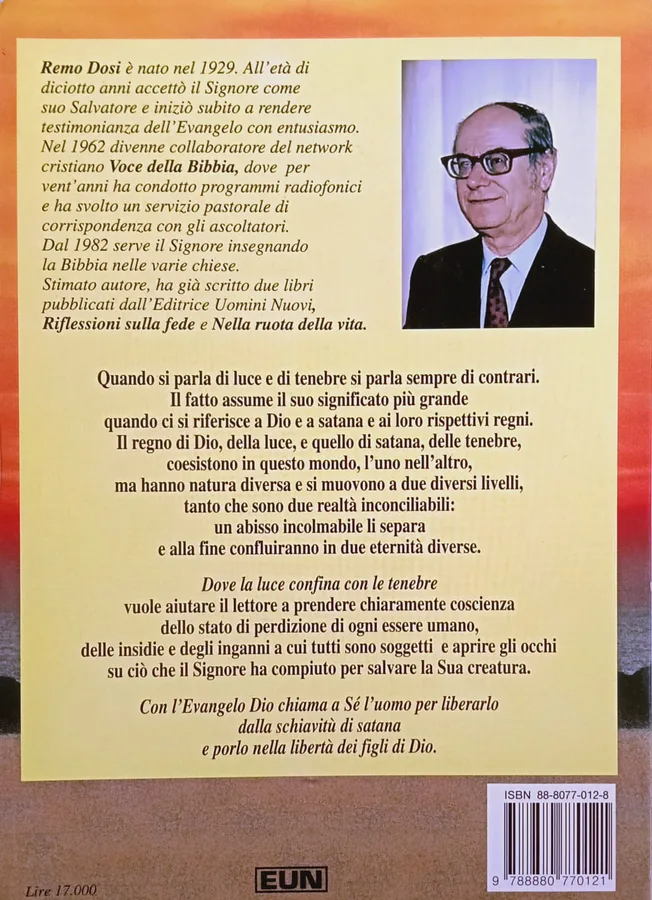 Remo Dosi è nato nel 1929. All'età di
diciotto anni accettò il Signore come
suo Salvatore e iniziò subito a rendere
testimonianza dell'Evangelo con entusiasmo.
Nel 1962 divenne collaboratore del network
cristiano Voce della Bibbia, dove per
vent'anni ha condotto programmi radiofonici
e ha svolto un servizio pastorale di
corrispondenza con gli ascoltatori.
Dal 1982 serve il Signore insegnando
la Bibbia nelle varie chiese.
Stimato autore, ha già scritto due libri
pubblicati dall'Editrice Uomini Nuovi,
Riflessioni sulla fede e Nella ruota della vita.
Quando si parla di luce e di tenebre si parla sempre di contrari.
Il fatto assume il suo significato più grande
quando ci si riferisce a Dio e a satana e ai loro rispettivi regni.
Il regno di Dio, della luce, e quello di satana, delle tenebre,
coesistono in questo mondo, l'uno nell'altro,
ma hanno natura diversa e si muovono a due diversi livelli,
tanto che sono due realtà inconciliabili:
un abisso incolmabile li separa
e alla fine confluiranno in due eternità diverse.
Dove la luce confina con le tenebre
vuole aiutare il lettore a prendere chiaramente coscienza
dello stato di perdizione di ogni essere umano,
delle insidie e degli inganni a cui tutti sono soggetti e aprire gli occhi
su ciò che il Signore ha compiuto per salvare la Sua creatura.
Con l'Evangelo Dio chiama a Sé l'uomo per liberarlo
dalla schiavitù di satana
e porlo nella libertà dei figli di Dio.
ISBN 88-8077-012-8
9 788880 770121
EUN
Lire 17.000